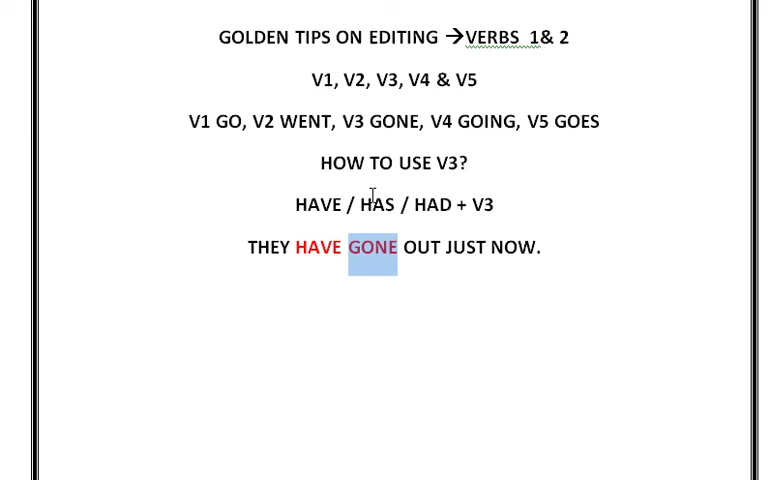 GOLDEN TIPS ON EDITING →VERBS 1& 2
V1, V2, V3, V4 & V5
V1 GO, V2 WENT, V3 GONE, V4 GOING, V5 GOES
HOW TO USE V3?
HAVE / HAS / HAD + V3
THEY HAVE GONE OUT JUST NOW.